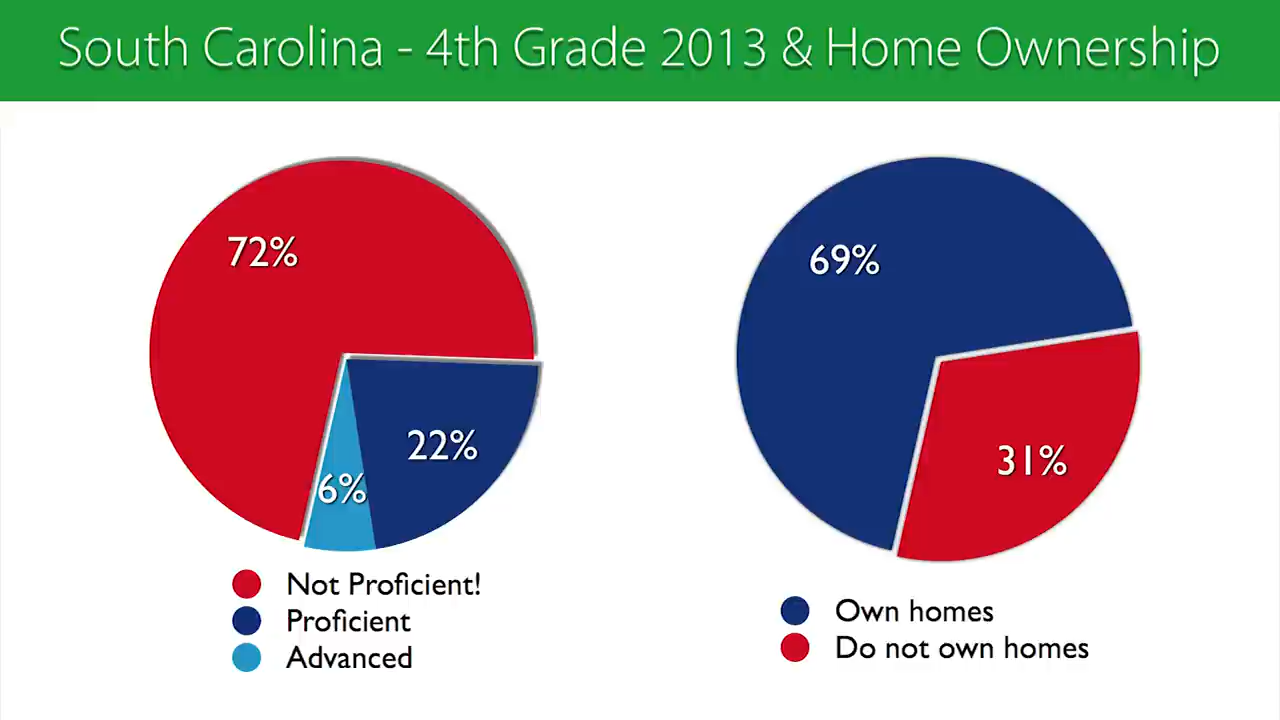 South Carolina - 4th Grade 2013 & Home Ownership
72%
22%
6%
Not Proficient!
Proficient
Advanced
69%
31%
Own homes
Do not own homes